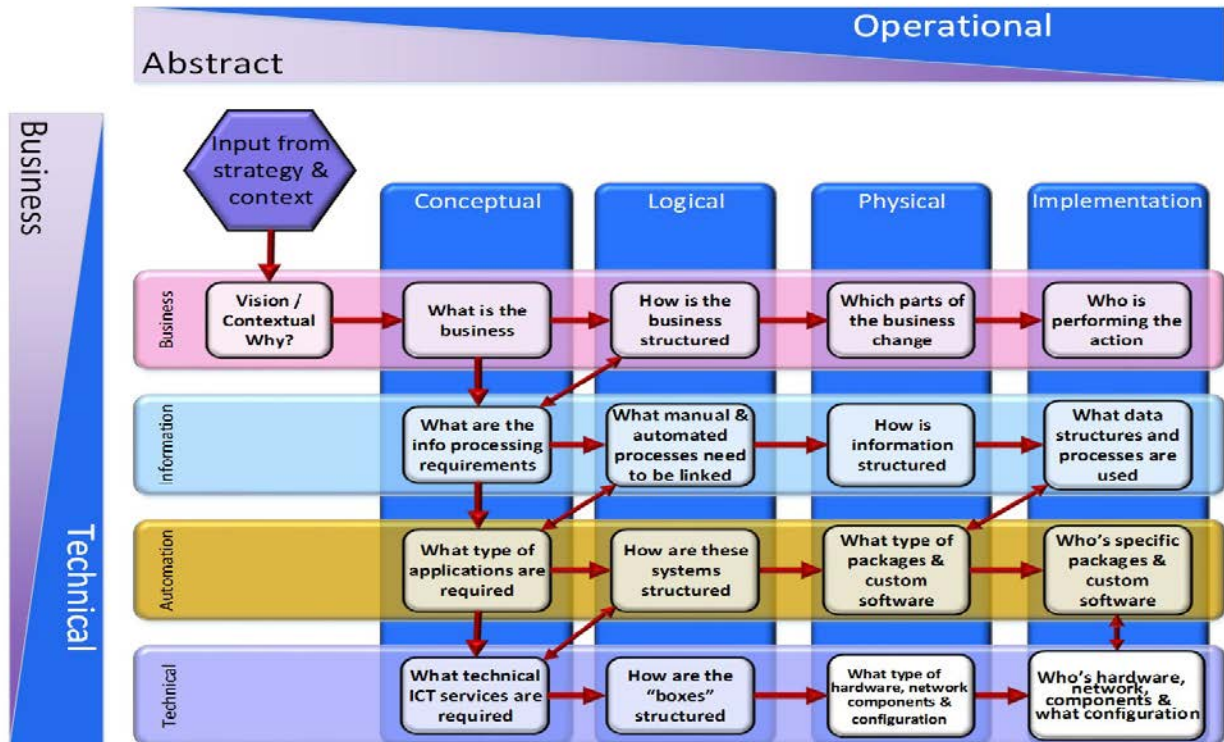 Operational
Abstract
Business
Technical
Input from
strategy &
context
Conceptual
Logical
Physical
Implementation
Business
Vision /
Contextual
Why?
What is the
business
How is the
business
structured
Which parts of
the business
change
Who is
performing the
action
Information
What are the
info processing
requirements
What manual &
automated
processes need
to be linked
How is
information
structured
What data
structures and
processes are
used
Automation
What type of
applications are
required
How are these
systems
structured
What type of
packages &
custom
software
Who's specific
packages &
custom
software
Technical
What technical
ICT services are
required
How are the
"boxes"
structured
What type of
hardware, network
components &
configuration
Who's hardware,
network,
components &
what configuration